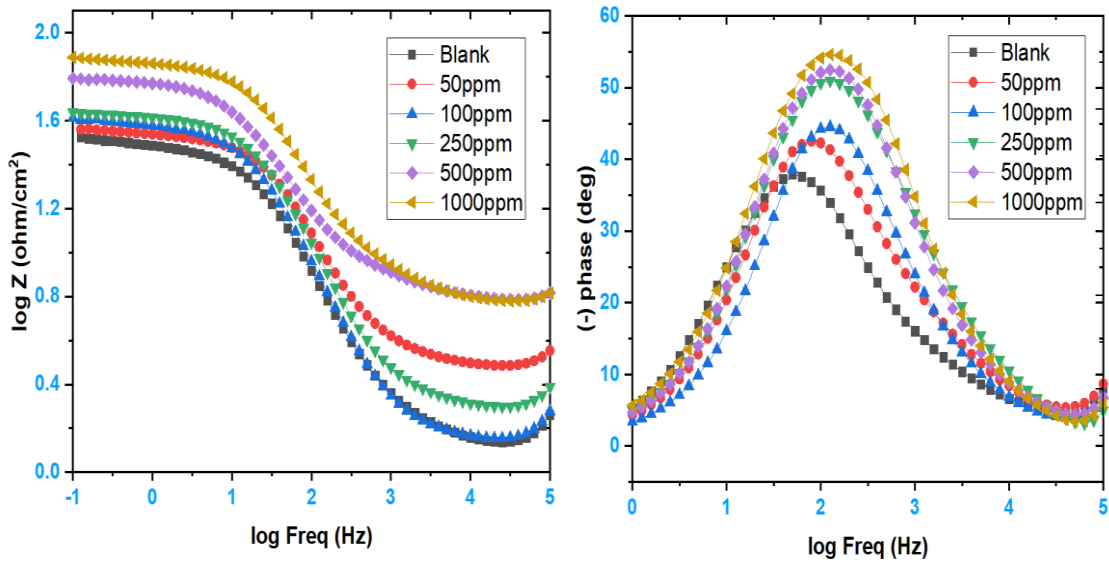 log Z (ohm/cm²)
2.0
1.6
1.2
0.8
0.4
0.0
Blank
50ppm
100ppm
250ppm
500ppm
1000ppm
-1 0 1 2 3 4 5
log Freq (Hz)
(-) phase (deg)
60
50
40
30
20
10
0
Blank
50ppm
100ppm
250ppm
500ppm
1000ppm
0 1 2 3 4 5
log Freq (Hz)